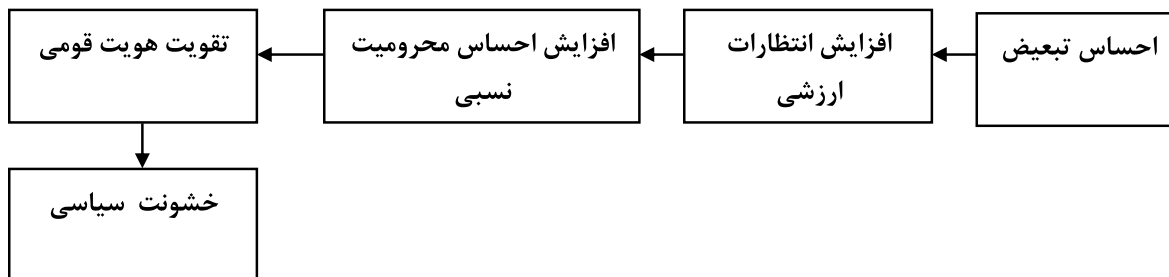 احساس تبعیض
افزایش انتظارات
ارزشی
افزایش احساس محرومیت
نسبی
تقویت هویت قومی
خشونت سیاسی